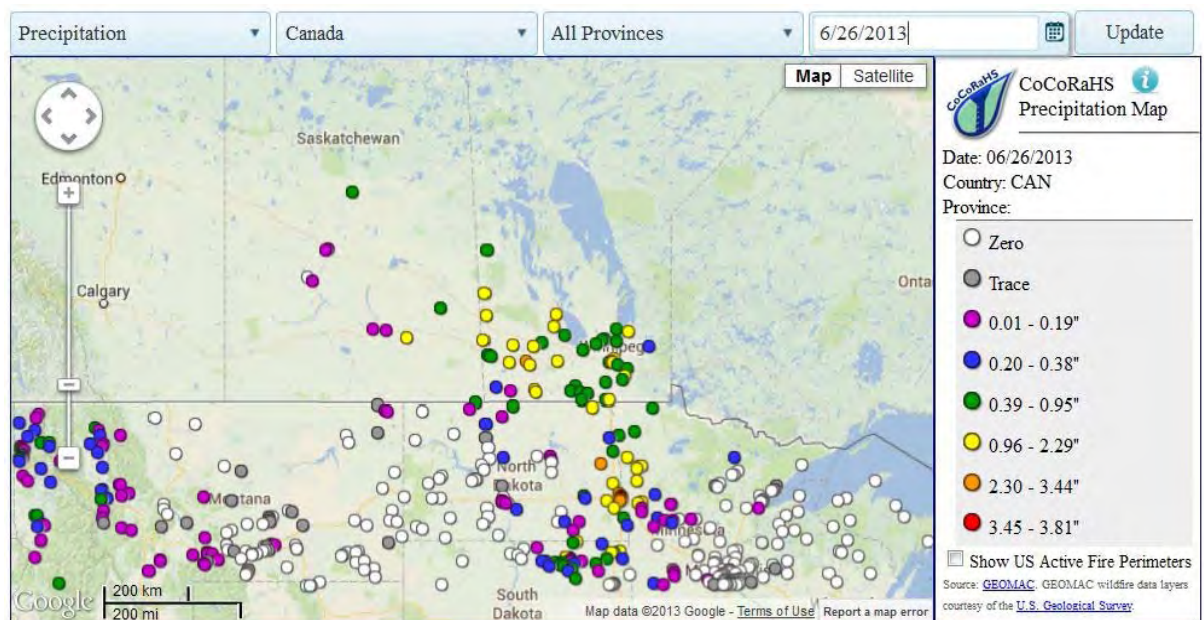 Precipitation Canada All Provinces 6/26/2013 Update
Map Satellite
Saskatchewan
Edmonton
Calgary
Onta
Winnipeg
North
Dakota
Montana
Minnesota
South
Dakota
200 km
200 mi
Google
Map data ©2013 Google - Terms of Use Report a map error
CoCoRaHS
CoCoRaHS
Precipitation Map
Date: 06/26/2013
Country: CAN
Province:
Zero
Trace
0.01 - 0.19"
0.20 - 0.38"
0.39 - 0.95"
0.96 - 2.29"
2.30 - 3.44"
3.45 - 3.81"
Show US Active Fire Perimeters
Source: GEOMAC. GEOMAC wildfire data layers
courtesy of the U.S. Geological Survey.